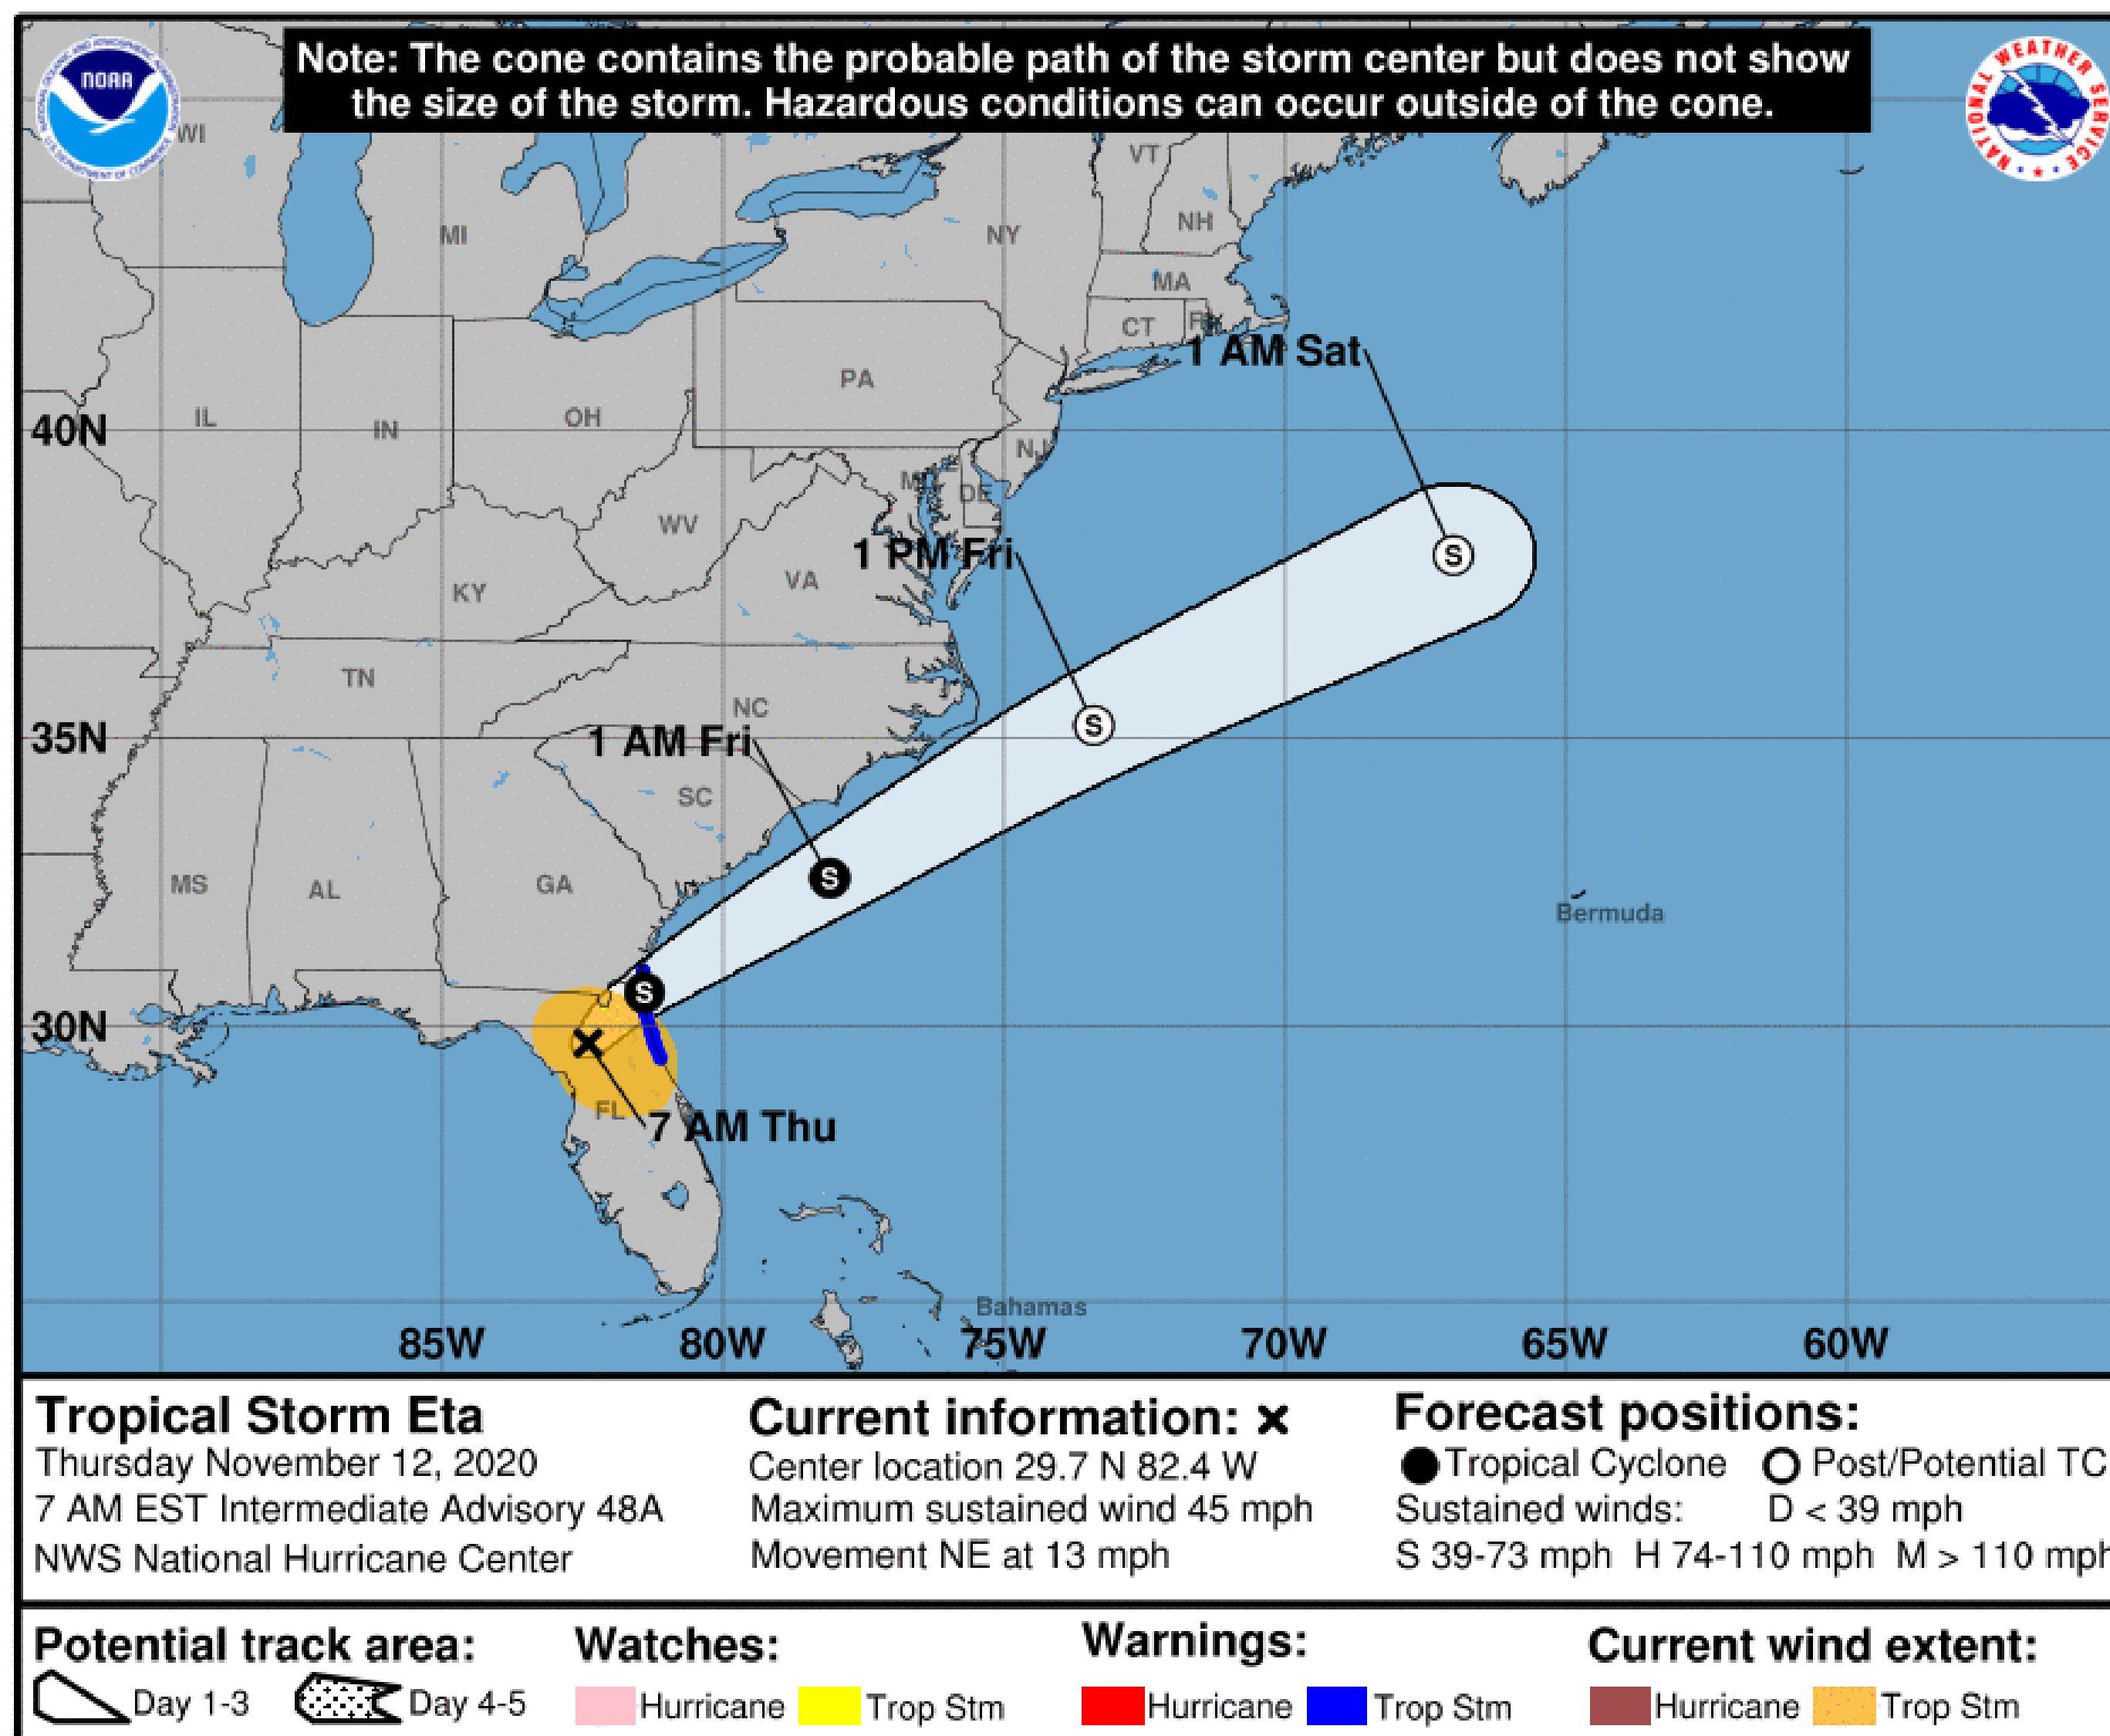 Note: The cone contains the probable path of the storm center but does not show
the size of the storm. Hazardous conditions can occur outside of the cone.
NOAA
NATIONAL WEATHER SERVICE
WI
VT
MI
NY
NH
MA
CT
1 AM Sat
PA
IL
IN
OH
40N
NJ
DE
WV
1 PM Fri
VA
KY
TN
NC
35N
1 AM Fri
SC
MS
AL
GA
Bermuda
30N
FL
7 AM Thu
Bahamas
85W 80W 75W 70W 65W 60W
S
S
S
S
Tropical Storm Eta
Thursday November 12, 2020
7 AM EST Intermediate Advisory 48A
NWS National Hurricane Center
Current information: x
Center location 29.7 N 82.4 W
Maximum sustained wind 45 mph
Movement NE at 13 mph
Forecast positions:
Tropical Cyclone Post/Potential TC
Sustained winds: D < 39 mph
S 39-73 mph H 74-110 mph M > 110 mph
Potential track area:
Day 1-3 Day 4-5
Watches:
Hurricane Trop Stm
Warnings:
Hurricane Trop Stm
Current wind extent:
Hurricane Trop Stm